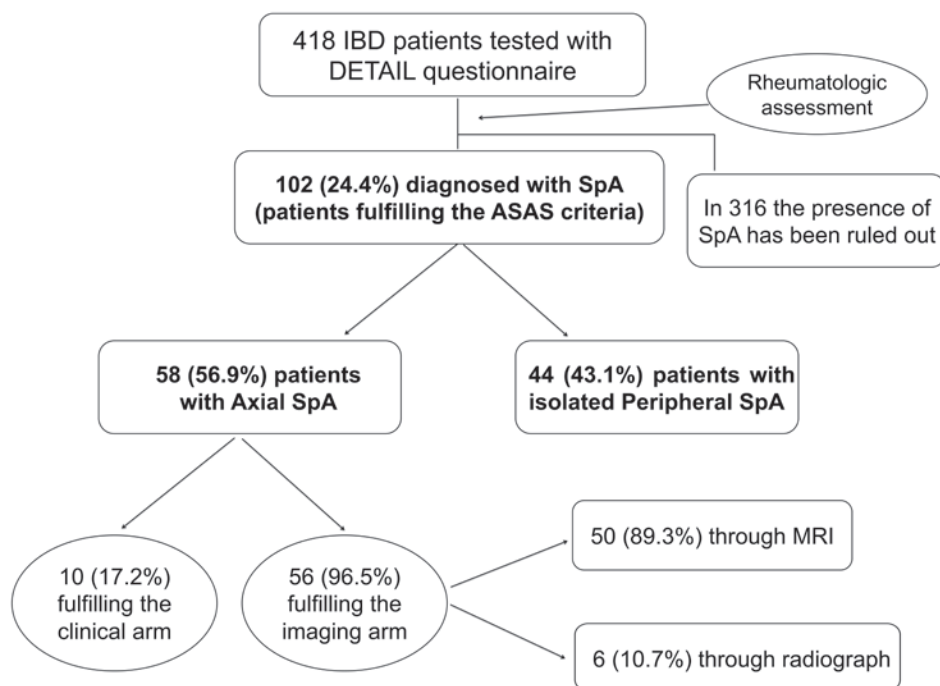 418 IBD patients tested with
DETAIL questionnaire
Rheumatologic
assessment
102 (24.4%) diagnosed with SpA
(patients fulfilling the ASAS criteria)
In 316 the presence of
SpA has been ruled out
58 (56.9%) patients
with Axial SpA
44 (43.1%) patients with
isolated Peripheral SpA
10 (17.2%)
fulfilling the
clinical arm
56 (96.5%)
fulfilling the
imaging arm
50 (89.3%) through MRI
6 (10.7%) through radiograph